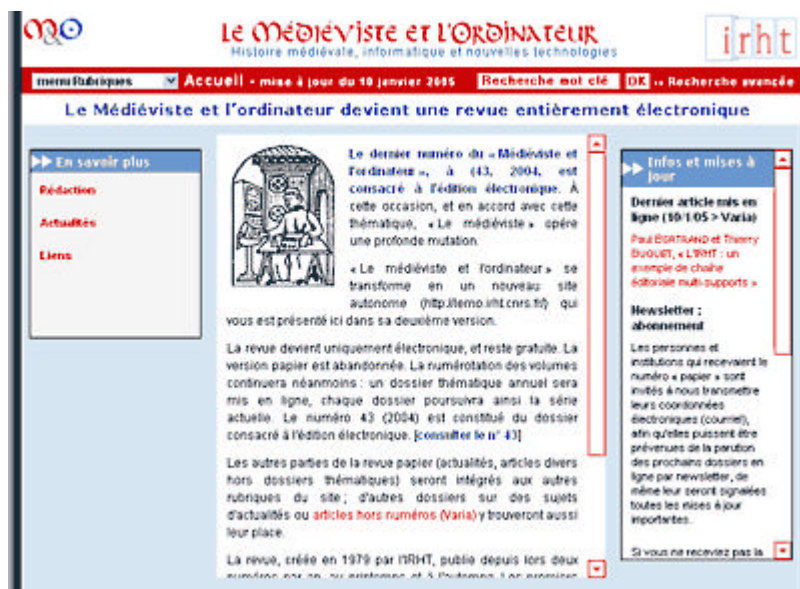 M&O
Le Médiéviste et l'Ordinateur
Histoire médiévale, informatique et nouvelles technologies
irht
menu Rubriques
Accueil - mise à jour du 10 janvier 2005
Recherche mot clé
OK
Recherche avancée
Le Médiéviste et l'ordinateur devient une revue entièrement électronique
En savoir plus
Rédaction
Actualités
Liens
Le dernier numéro du « Médiéviste et
l'ordinateur », à (43, 2004, est
consacré à l'édition électronique. À
cette occasion, et en accord avec cette
thématique, « Le médiéviste » opère
une profonde mutation.
« Le médiéviste et l'ordinateur » se
transforme en un nouveau site
autonome (http://lemo.irht.cnrs.fr/) qui
vous est présenté ici dans sa deuxième version.
La revue devient uniquement électronique, et reste gratuite. La
version papier est abandonnée. La numérotation des volumes
continuera néanmoins : un dossier thématique annuel sera
mis en ligne, chaque dossier poursuivra ainsi la série
actuelle. Le numéro 43 (2004) est constitué du dossier
consacré à l'édition électronique. [consulter le n° 43]
Les autres parties de la revue papier (actualités, articles divers
hors dossiers thématiques) seront intégrés aux autres
rubriques du site ; d'autres dossiers sur des sujets
d'actualités ou articles hors numéros (Varia) y trouveront aussi
leur place.
La revue, créée en 1979 par l'IRHT, publie depuis lors deux
numéros par an, au printemps et à l'automne. Les premiers
Infos et mises à
jour
Dernier article mis en
ligne (10/1/05 > Varia)
Paul BERTRAND et Thierry
BUQUET, « L'IRHT : un
exemple de chaîne
éditoriale multi-supports »
Newsletter :
abonnement
Les personnes et
institutions qui recevaient le
numéro « papier » sont
invités à nous transmettre
leurs coordonnées
électroniques (courriel),
afin qu'elles puissent être
prévenues de la parution
des prochains dossiers en
ligne par newsletter, de
même leur seront signalées
toutes les mises à jour
importantes.
Si vous ne recevez pas la